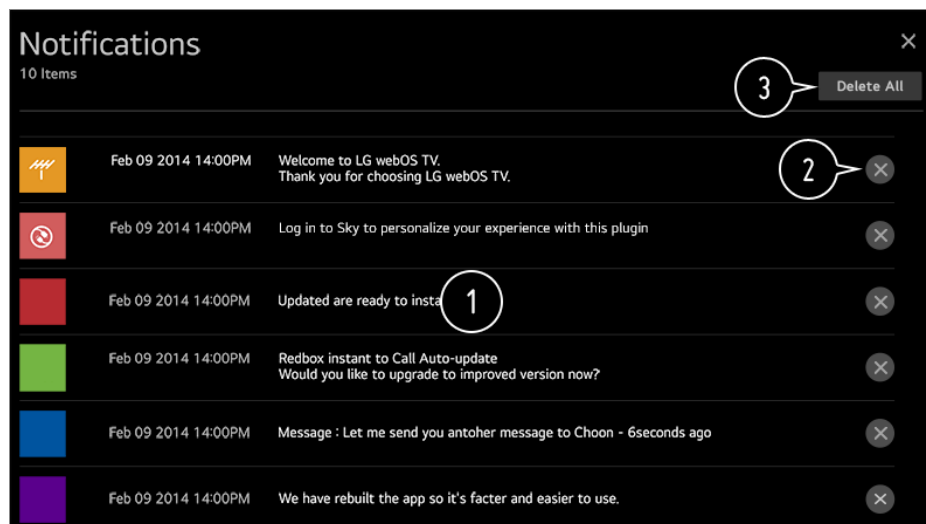 Notifications
10 Items
3
Delete All
Feb 09 2014 14:00PM
Welcome to LG webOS TV.
Thank you for choosing LG webOS TV.
2
Feb 09 2014 14:00PM
Log in to Sky to personalize your experience with this plugin
Feb 09 2014 14:00PM
Updated are ready to insta
1
Feb 09 2014 14:00PM
Redbox instant to Call Auto-update
Would you like to upgrade to improved version now?
Feb 09 2014 14:00PM
Message : Let me send you antoher message to Choon - 6seconds ago
Feb 09 2014 14:00PM
We have rebuilt the app so it's facter and easier to use.